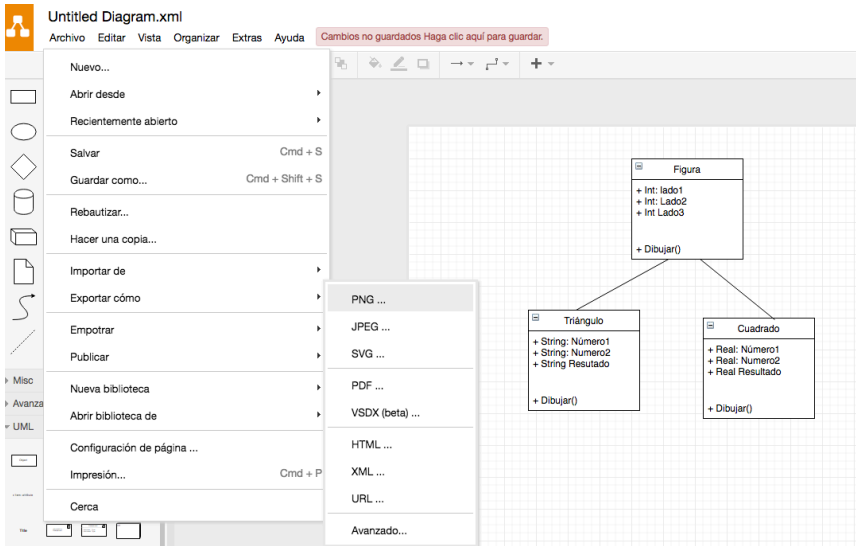 Untitled Diagram.xml
Archivo Editar Vista Organizar Extras Ayuda Cambios no guardados Haga clic aquí para guardar.
Nuevo...
Abrir desde
Recientemente abierto
Salvar Cmd + S
Guardar como... Cmd + Shift + S
Rebautizar...
Hacer una copia...
Importar de
Exportar cómo
Empotrar
Publicar
Nueva biblioteca
Abrir biblioteca de
Configuración de página ...
Impresión... Cmd + P
Cerca
PNG ...
JPEG ...
SVG ...
PDF ...
VSDX (beta) ...
HTML ...
XML ...
URL ...
Avanzado...
Misc
Avanza
UML
Title
Figura
+ Int: lado1
+ Int: Lado2
+ Int Lado3
+ Dibujar()
Triángulo
+ String: Número1
+ String: Numero2
+ String Resutado
+ Dibujar()
Cuadrado
+ Real: Número1
+ Real: Numero2
+ Real Resultado
+ Dibujar()